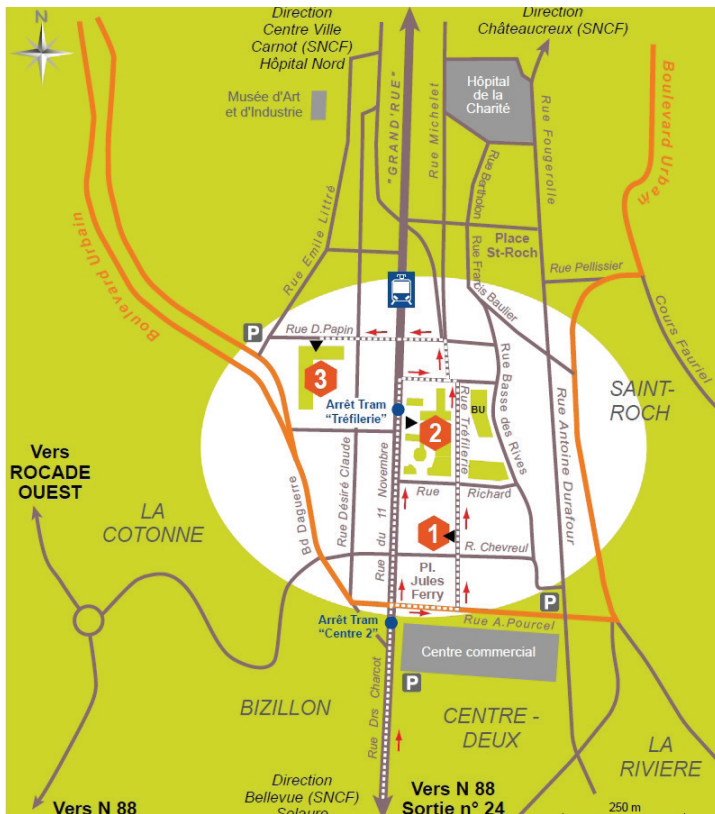 N
Direction
Centre Ville
Carnot (SNCF)
Hôpital Nord
Direction
Châteaucreux (SNCF)
Musée d'Art
et d'Industrie
"GRAND'RUE"
Rue Michelet
Hôpital
de la
Charité
Rue Fougerolle
Boulevard Urbain
Rue Bertholon
Boulevard Urbain
Rue Emile Littré
Place
St-Roch
Rue Francis Baulier
Rue Pellissier
Cours Fauriel
P
Rue D.Papin
3
Arrêt Tram
"Tréfilerie"
2
BU
Rue Tréfilerie
Rue Basse des Rives
Rue Antoine Durafour
SAINT-
ROCH
Vers
ROCADE
OUEST
LA
COTONNE
Bd Daguerre
Rue Désiré Claude
Rue du 11 Novembre
Rue Richard
1
R. Chevreul
Pl.
Jules
Ferry
P
Rue A.Pourcel
Arrêt Tram
"Centre 2"
Centre commercial
P
BIZILLON
Rue Drs Charcot
CENTRE -
DEUX
LA
RIVIERE
Direction
Bellevue (SNCF)
Solaure
Vers N 88
Sortie n° 24
Vers N 88
250 m